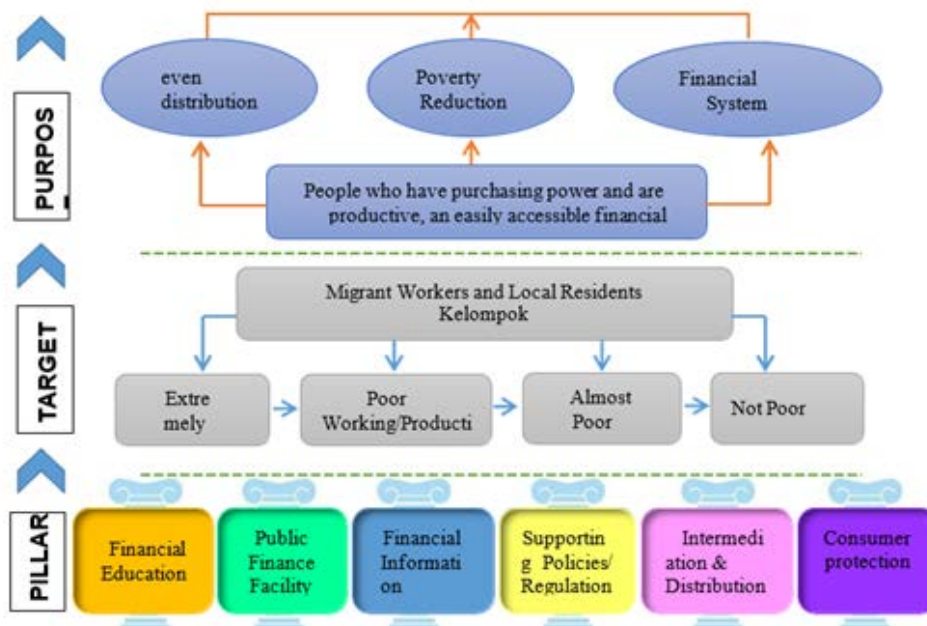 PURPOS
even
distribution
Poverty
Reduction
Financial
System
People who have purchasing power and are
productive, an easily accessible financial
TARGET
Migrant Workers and Local Residents
Kelompok
Extre
mely
Poor
Working/Producti
Almost
Poor
Not Poor
PILLAR
Financial
Education
Public
Finance
Facility
Financial
Informati
on
Supportin
g Policies/
Regulation
Intermedi
ation &
Distribution
Consumer
protection